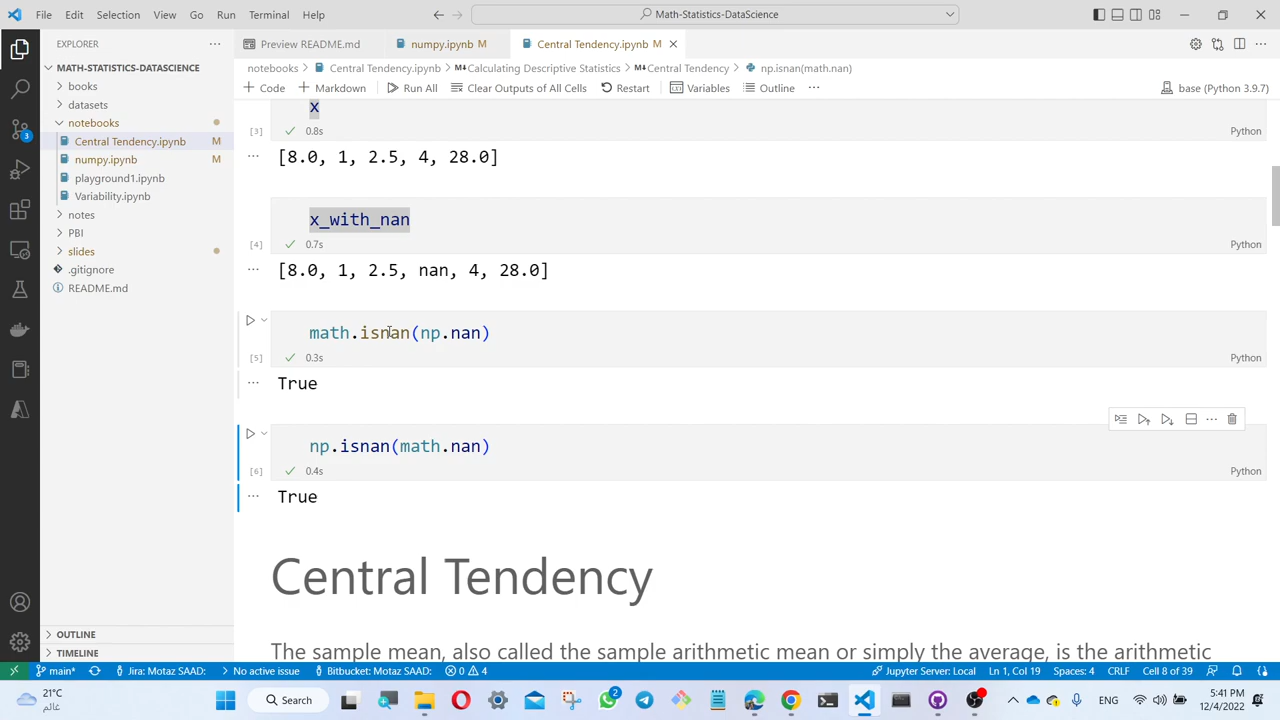 File Edit Selection View Go Run Terminal Help
Math-Statistics-DataScience
EXPLORER
Preview README.md
numpy.ipynb M
Central Tendency.ipynb M
MATH-STATISTICS-DATASCIENCE
notebooks > Central Tendency.ipynb > M↓Calculating Descriptive Statistics > M↓Central Tendency > np.isnan(math.nan)
books
+ Code + Markdown Run All Clear Outputs of All Cells Restart Variables Outline ... base (Python 3.9.7)
datasets
notebooks
Central Tendency.ipynb M
numpy.ipynb M
playground1.ipynb
Variability.ipynb
notes
PBI
slides
.gitignore
README.md
OUTLINE
TIMELINE
3
x
[3] 0.8s Python
[8.0, 1, 2.5, 4, 28.0]
x_with_nan
[4] 0.7s Python
[8.0, 1, 2.5, nan, 4, 28.0]
math.isnan(np.nan)
[5] 0.3s Python
True
np.isnan(math.nan)
[6] 0.4s Python
True
Central Tendency
The sample mean, also called the sample arithmetic mean or simply the average, is the arithmetic
main* Jira: Motaz SAAD: No active issue Bitbucket: Motaz SAAD: 0 4 Jupyter Server: Local Ln 1, Col 19 Spaces: 4 CRLF Cell 8 of 39
21°C
غائم
Search
2
ENG
5:41 PM
12/4/2022